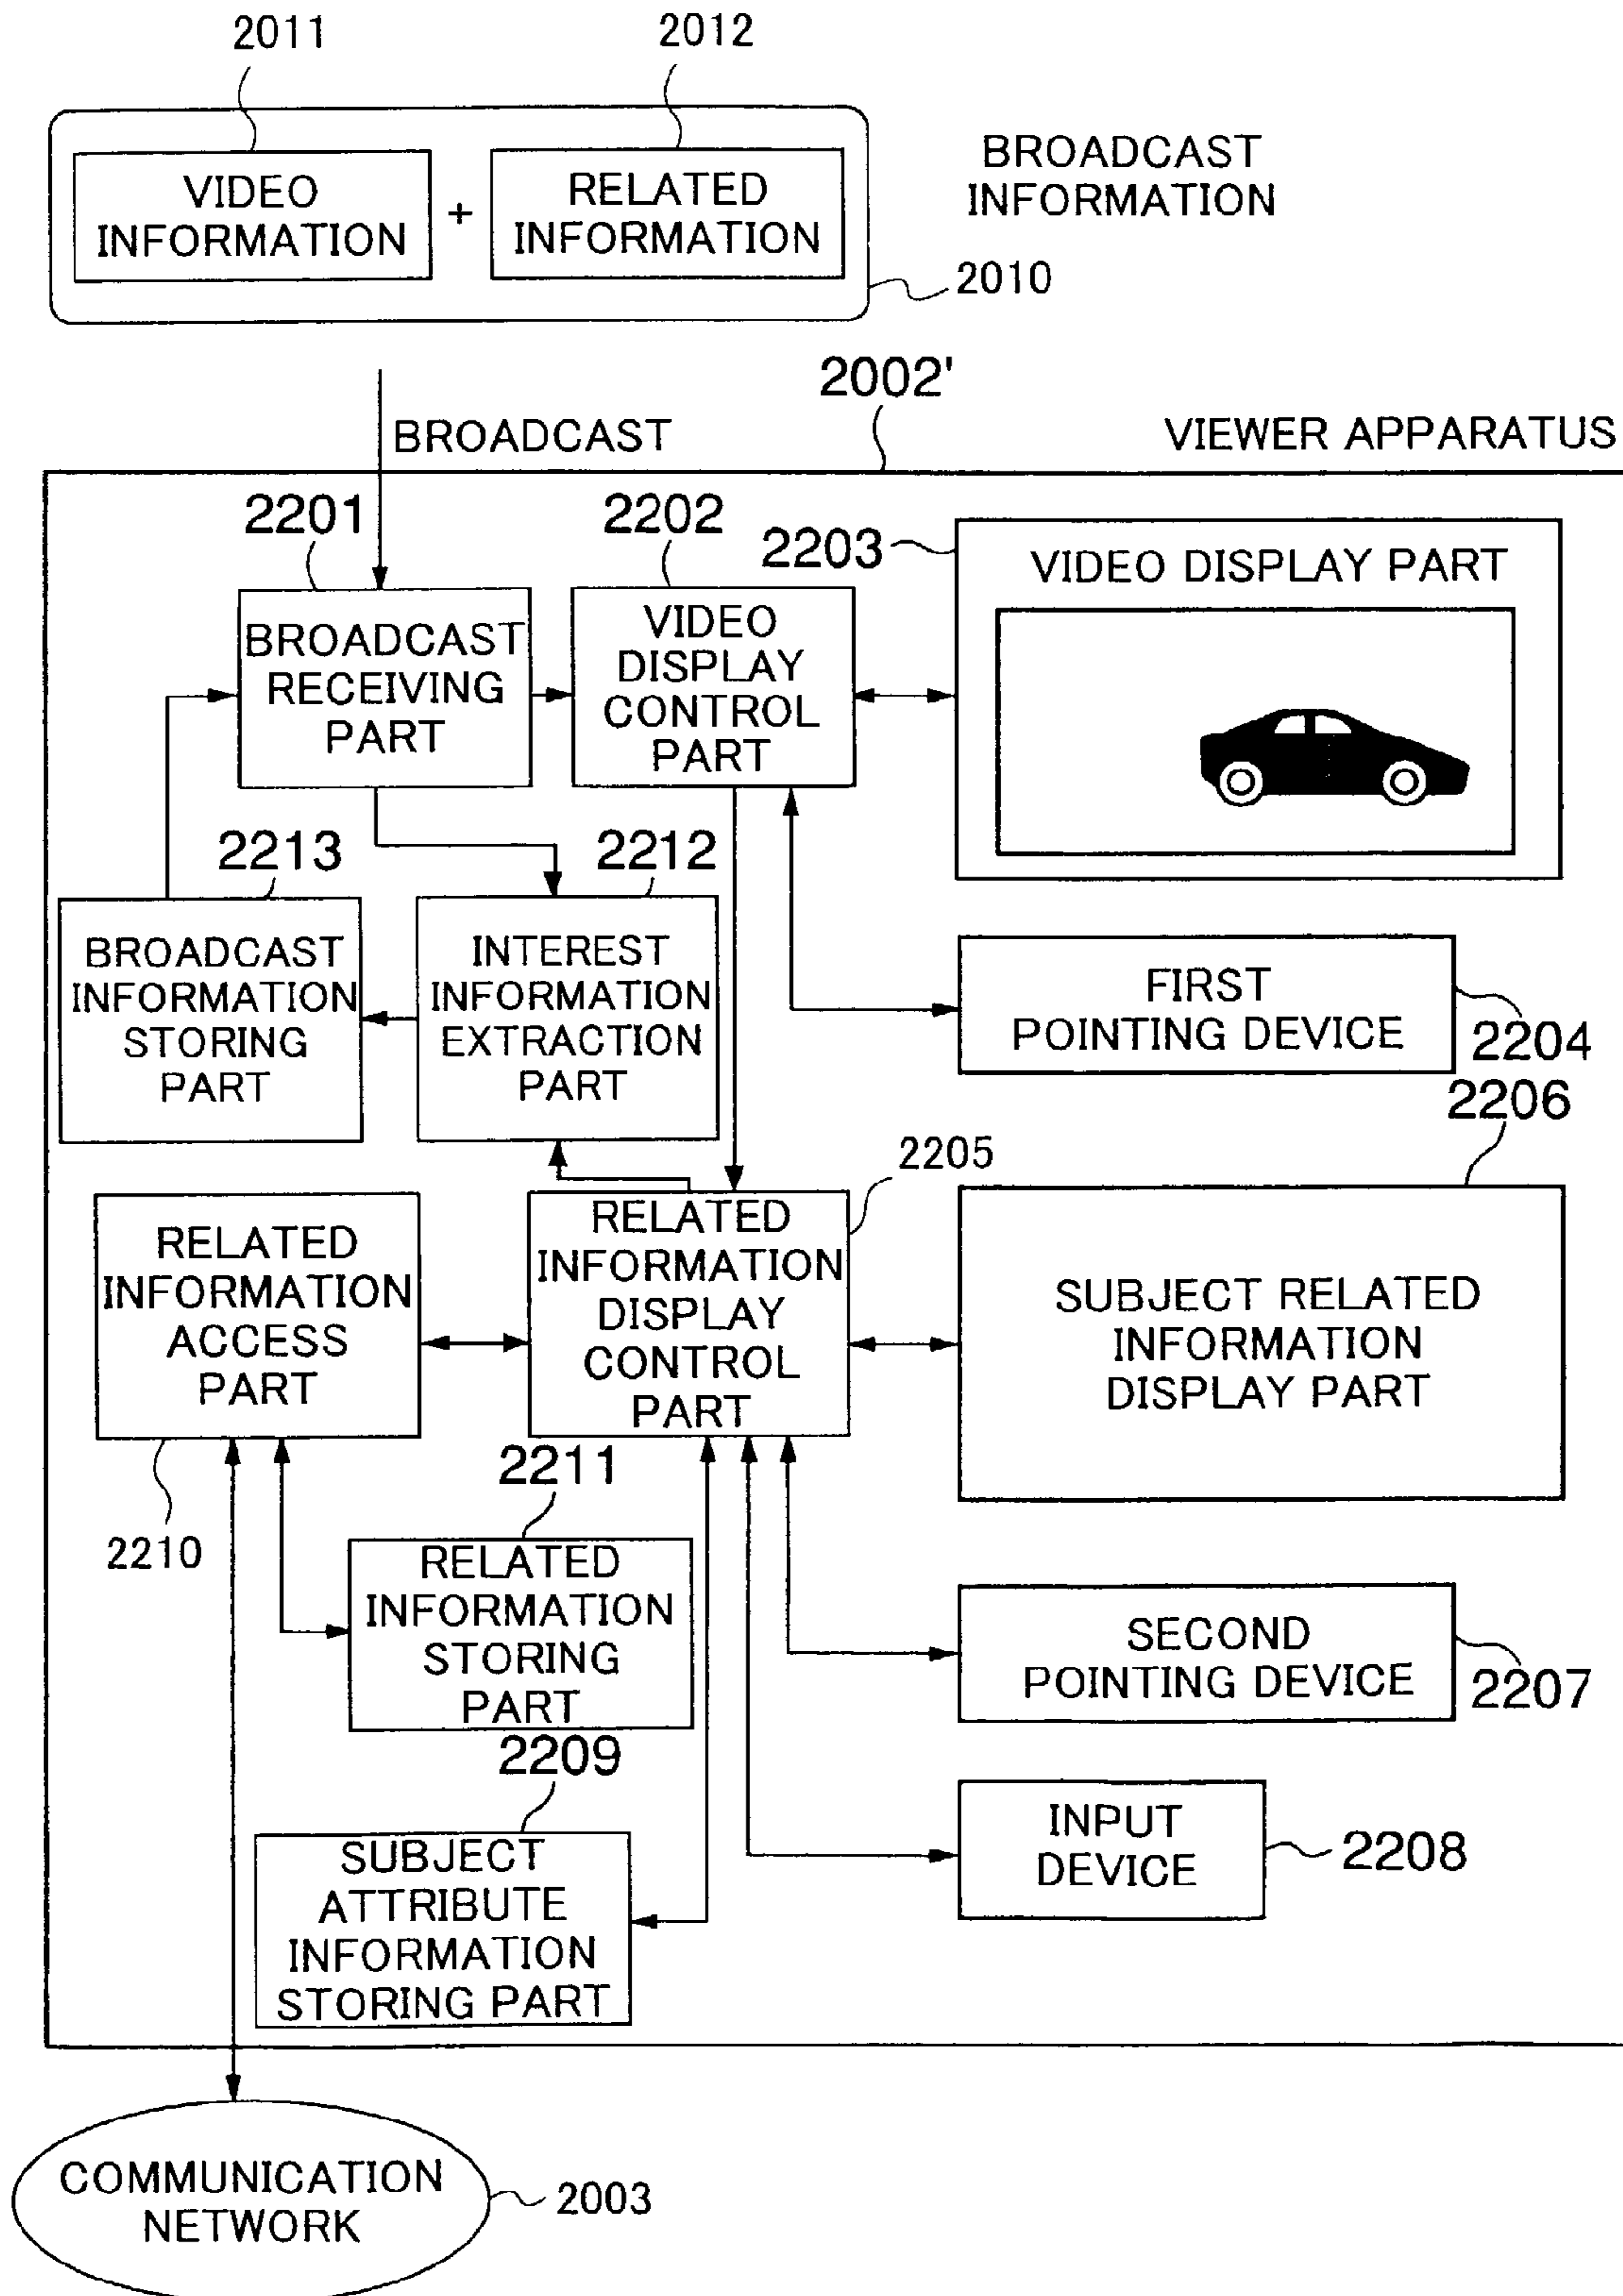 2011
2012
VIDEO
INFORMATION
+
RELATED
INFORMATION
BROADCAST
INFORMATION
2010
2002'
BROADCAST
VIEWER APPARATUS
2201
2202
2203
VIDEO DISPLAY PART
BROADCAST
RECEIVING
PART
VIDEO
DISPLAY
CONTROL
PART
2213
2212
BROADCAST
INFORMATION
STORING
PART
INTEREST
INFORMATION
EXTRACTION
PART
FIRST
POINTING DEVICE
2204
2206
2205
RELATED
INFORMATION
ACCESS
PART
RELATED
INFORMATION
DISPLAY
CONTROL
PART
SUBJECT RELATED
INFORMATION
DISPLAY PART
2210
2211
RELATED
INFORMATION
STORING
PART
SECOND
POINTING DEVICE
2207
2209
SUBJECT
ATTRIBUTE
INFORMATION
STORING PART
INPUT
DEVICE
2208
COMMUNICATION
NETWORK
2003